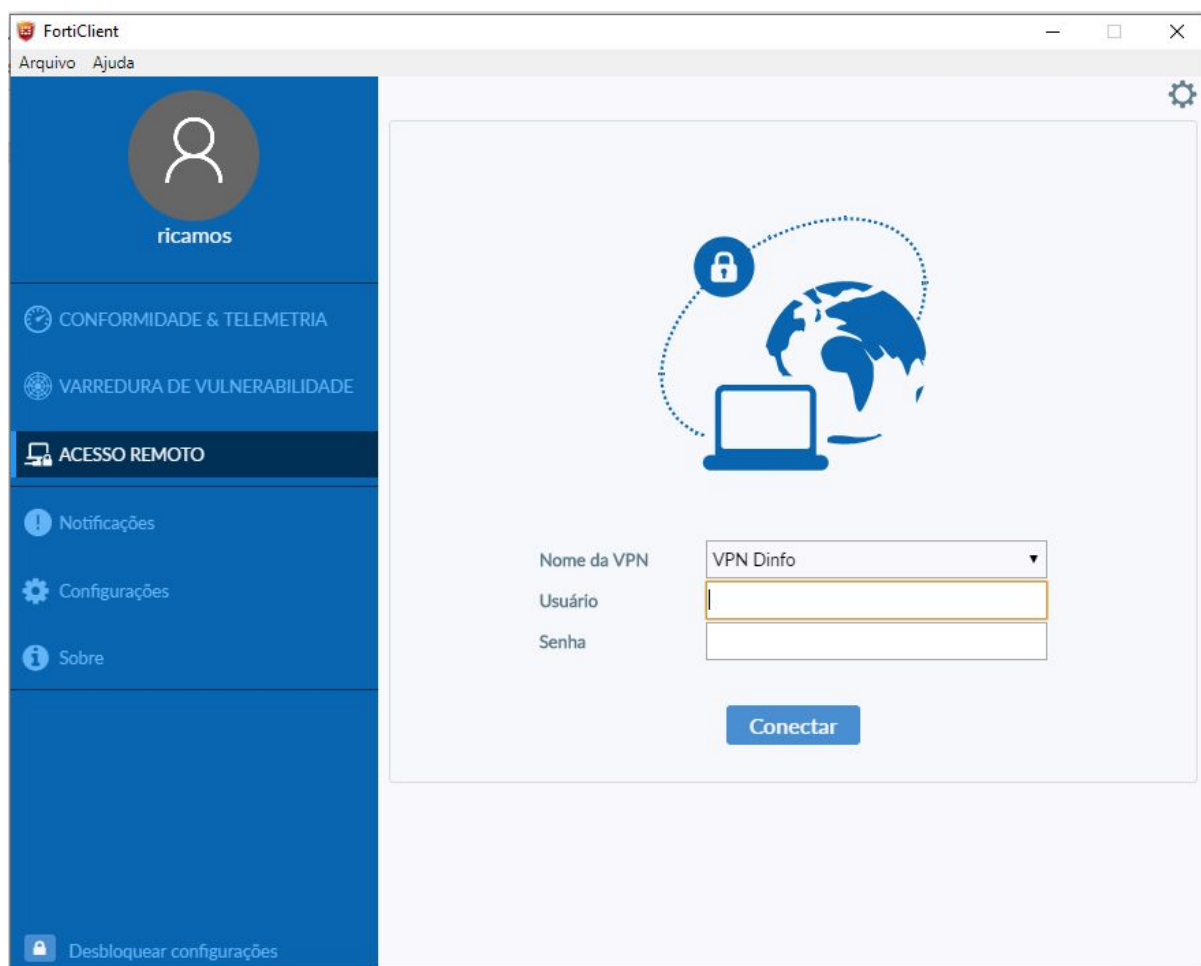 FortiClient
Arquivo Ajuda
ricamos
CONFORMIDADE & TELEMETRIA
VARREDURA DE VULNERABILIDADE
ACESSO REMOTO
Notificações
Configurações
Sobre
Desbloquear configurações
Nome da VPN VPN Dinfo
Usuário
Senha
Conectar